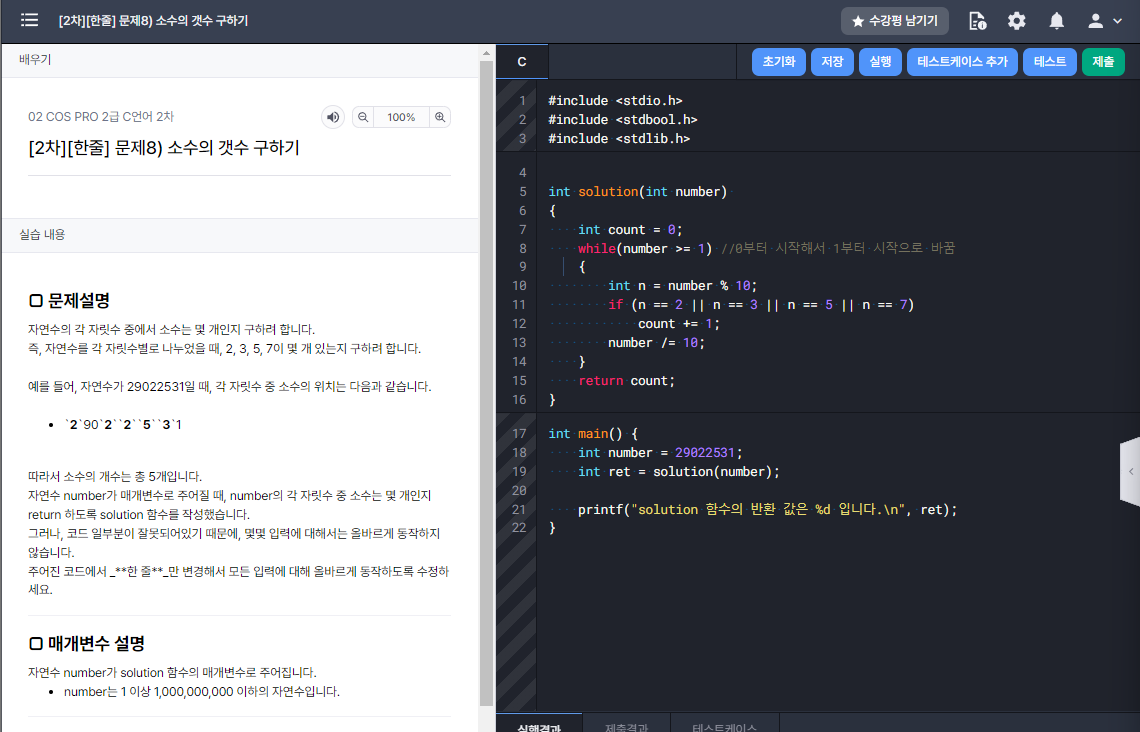 [2차][한줄] 문제8) 소수의 갯수 구하기
★ 수강평 남기기
배우기
02 COS PRO 2급 C언어 2차
100%
[2차][한줄] 문제8) 소수의 갯수 구하기
실습 내용
문제설명
자연수의 각 자릿수 중에서 소수는 몇 개인지 구하려 합니다.
즉, 자연수를 각 자릿수별로 나누었을 때, 2, 3, 5, 7이 몇 개 있는지 구하려 합니다.
예를 들어, 자연수가 29022531일 때, 각 자릿수 중 소수의 위치는 다음과 같습니다.
• `2`90`2``2``5``3`1
따라서 소수의 개수는 총 5개입니다.
자연수 number가 매개변수로 주어질 때, number의 각 자릿수 중 소수는 몇 개인지
return 하도록 solution 함수를 작성했습니다.
그러나, 코드 일부분이 잘못되어있기 때문에, 몇몇 입력에 대해서는 올바르게 동작하지
않습니다.
주어진 코드에서 _**한 줄**_만 변경해서 모든 입력에 대해 올바르게 동작하도록 수정하
세요.
매개변수 설명
자연수 number가 solution 함수의 매개변수로 주어집니다.
• number는 1 이상 1,000,000,000 이하의 자연수입니다.
C
초기화 저장 실행 테스트케이스 추가 테스트 제출
1 #include <stdio.h>
2 #include <stdbool.h>
3 #include <stdlib.h>
4
5 int solution(int number)
6 {
7 int count = 0;
8 while(number >= 1) //0부터 시작해서 1부터 시작으로 바꿈
9 {
10 int n = number % 10;
11 if (n == 2 || n == 3 || n == 5 || n == 7)
12 count += 1;
13 number /= 10;
14 }
15 return count;
16 }
17 int main() {
18 int number = 29022531;
19 int ret = solution(number);
20
21 printf("solution 함수의 반환 값은 %d 입니다.\n", ret);
22 }
실행결과 제출결과 테스트케이스